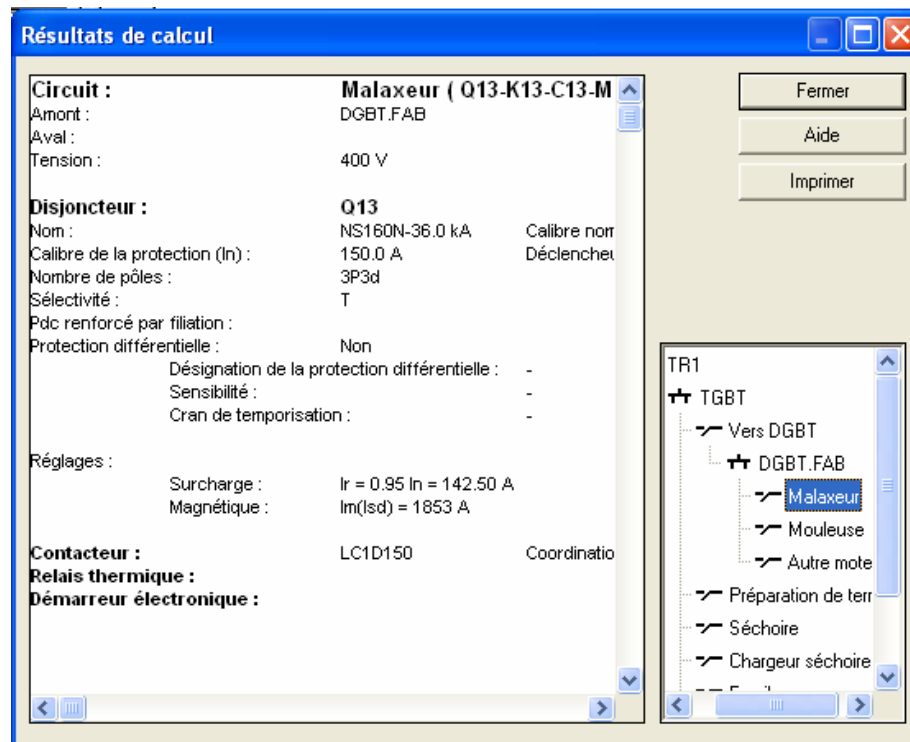 Résultats de calcul
Circuit : Malaxeur ( Q13-K13-C13-M
Amont : DGBT.FAB
Aval :
Tension : 400 V
Disjoncteur : Q13
Nom : NS160N-36.0 kA Calibre nom
Calibre de la protection (In) : 150.0 A Déclencheu
Nombre de pôles : 3P3d
Sélectivité : T
Pdc renforcé par filiation :
Protection différentielle : Non
Désignation de la protection différentielle : -
Sensibilité : -
Cran de temporisation : -
Réglages :
Surcharge : Ir = 0.95 In = 142.50 A
Magnétique : Im(Isd) = 1853 A
Contacteur : LC1D150 Coordinatio
Relais thermique :
Démarreur électronique :
Fermer
Aide
Imprimer
TR1
TGBT
Vers DGBT
DGBT.FAB
Malaxeur
Mouleuse
Autre mote
Préparation de terr
Séchoire
Chargeur séchoire